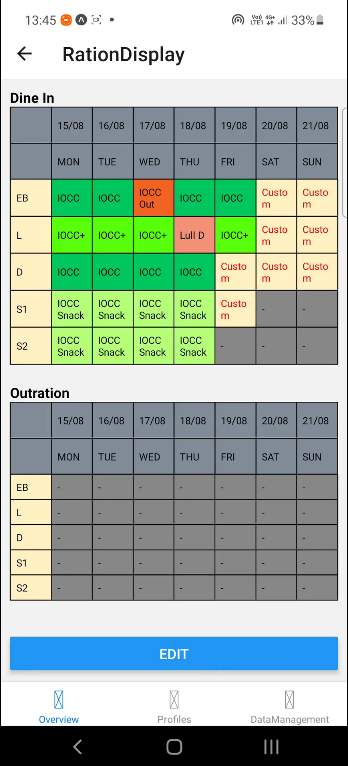 13:45 33%
RationDisplay
Dine In
15/08 16/08 17/08 18/08 19/08 20/08 21/08
MON TUE WED THU FRI SAT SUN
EB IOCC IOCC IOCC Out IOCC IOCC Custom Custom
L IOCC+ IOCC+ IOCC+ Lull D IOCC+ Custom Custom
D IOCC IOCC IOCC IOCC Custom Custom Custom
S1 IOCC Snack IOCC Snack IOCC Snack IOCC Snack Custom - -
S2 IOCC Snack IOCC Snack IOCC Snack IOCC Snack - - -
Outration
15/08 16/08 17/08 18/08 19/08 20/08 21/08
MON TUE WED THU FRI SAT SUN
EB - - - - - - -
L - - - - - - -
D - - - - - - -
S1 - - - - - - -
S2 - - - - - - -
EDIT
Overview Profiles DataManagement